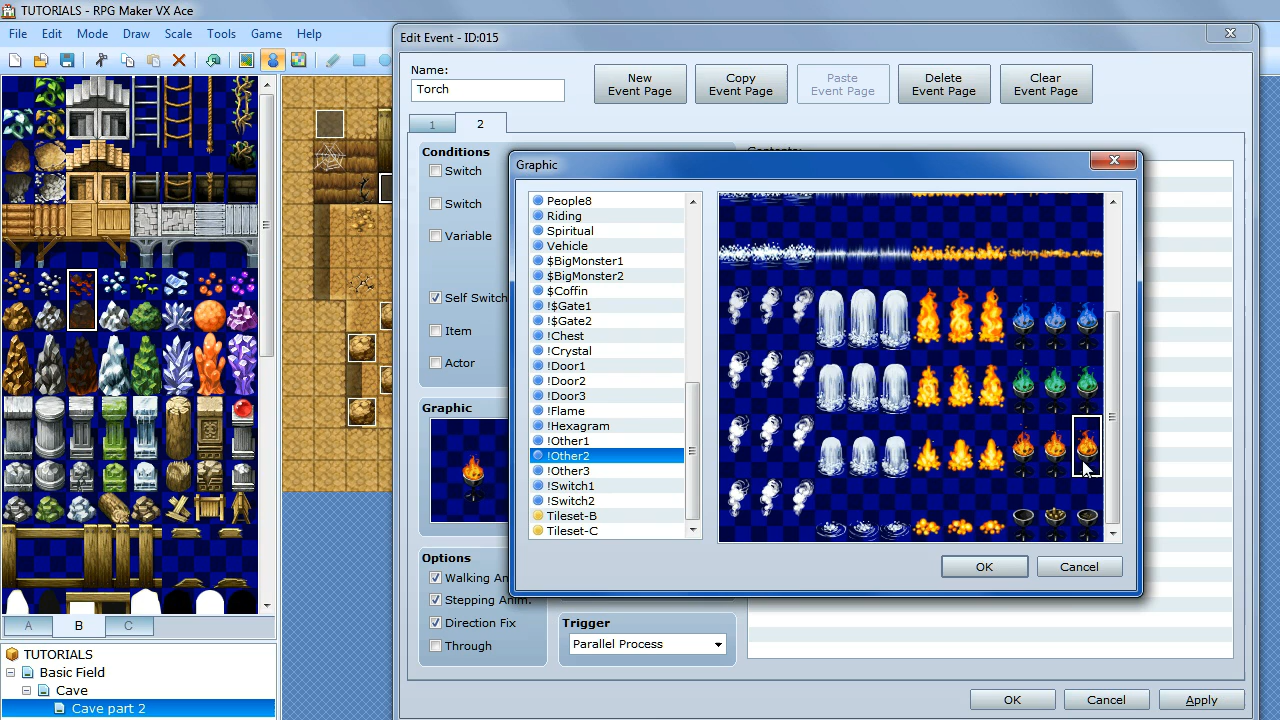 TUTORIALS - RPG Maker VX Ace
File Edit Mode Draw Scale Tools Game Help
Edit Event - ID:015
Name:
Torch
New Event Page
Copy Event Page
Paste Event Page
Delete Event Page
Clear Event Page
1 2
Conditions
Switch
Switch
Variable
Self Switch
Item
Actor
Graphic
Options
Walking An
Stepping Anim.
Direction Fix
Through
Trigger
Parallel Process
Graphic
People8
Riding
Spiritual
Vehicle
$BigMonster1
$BigMonster2
$Coffin
!$Gate1
!$Gate2
!Chest
!Crystal
!Door1
!Door2
!Door3
!Flame
!Hexagram
!Other1
!Other2
!Other3
!Switch1
!Switch2
Tileset-B
Tileset-C
OK Cancel
OK Cancel Apply
A B C
TUTORIALS
Basic Field
Cave
Cave part 2